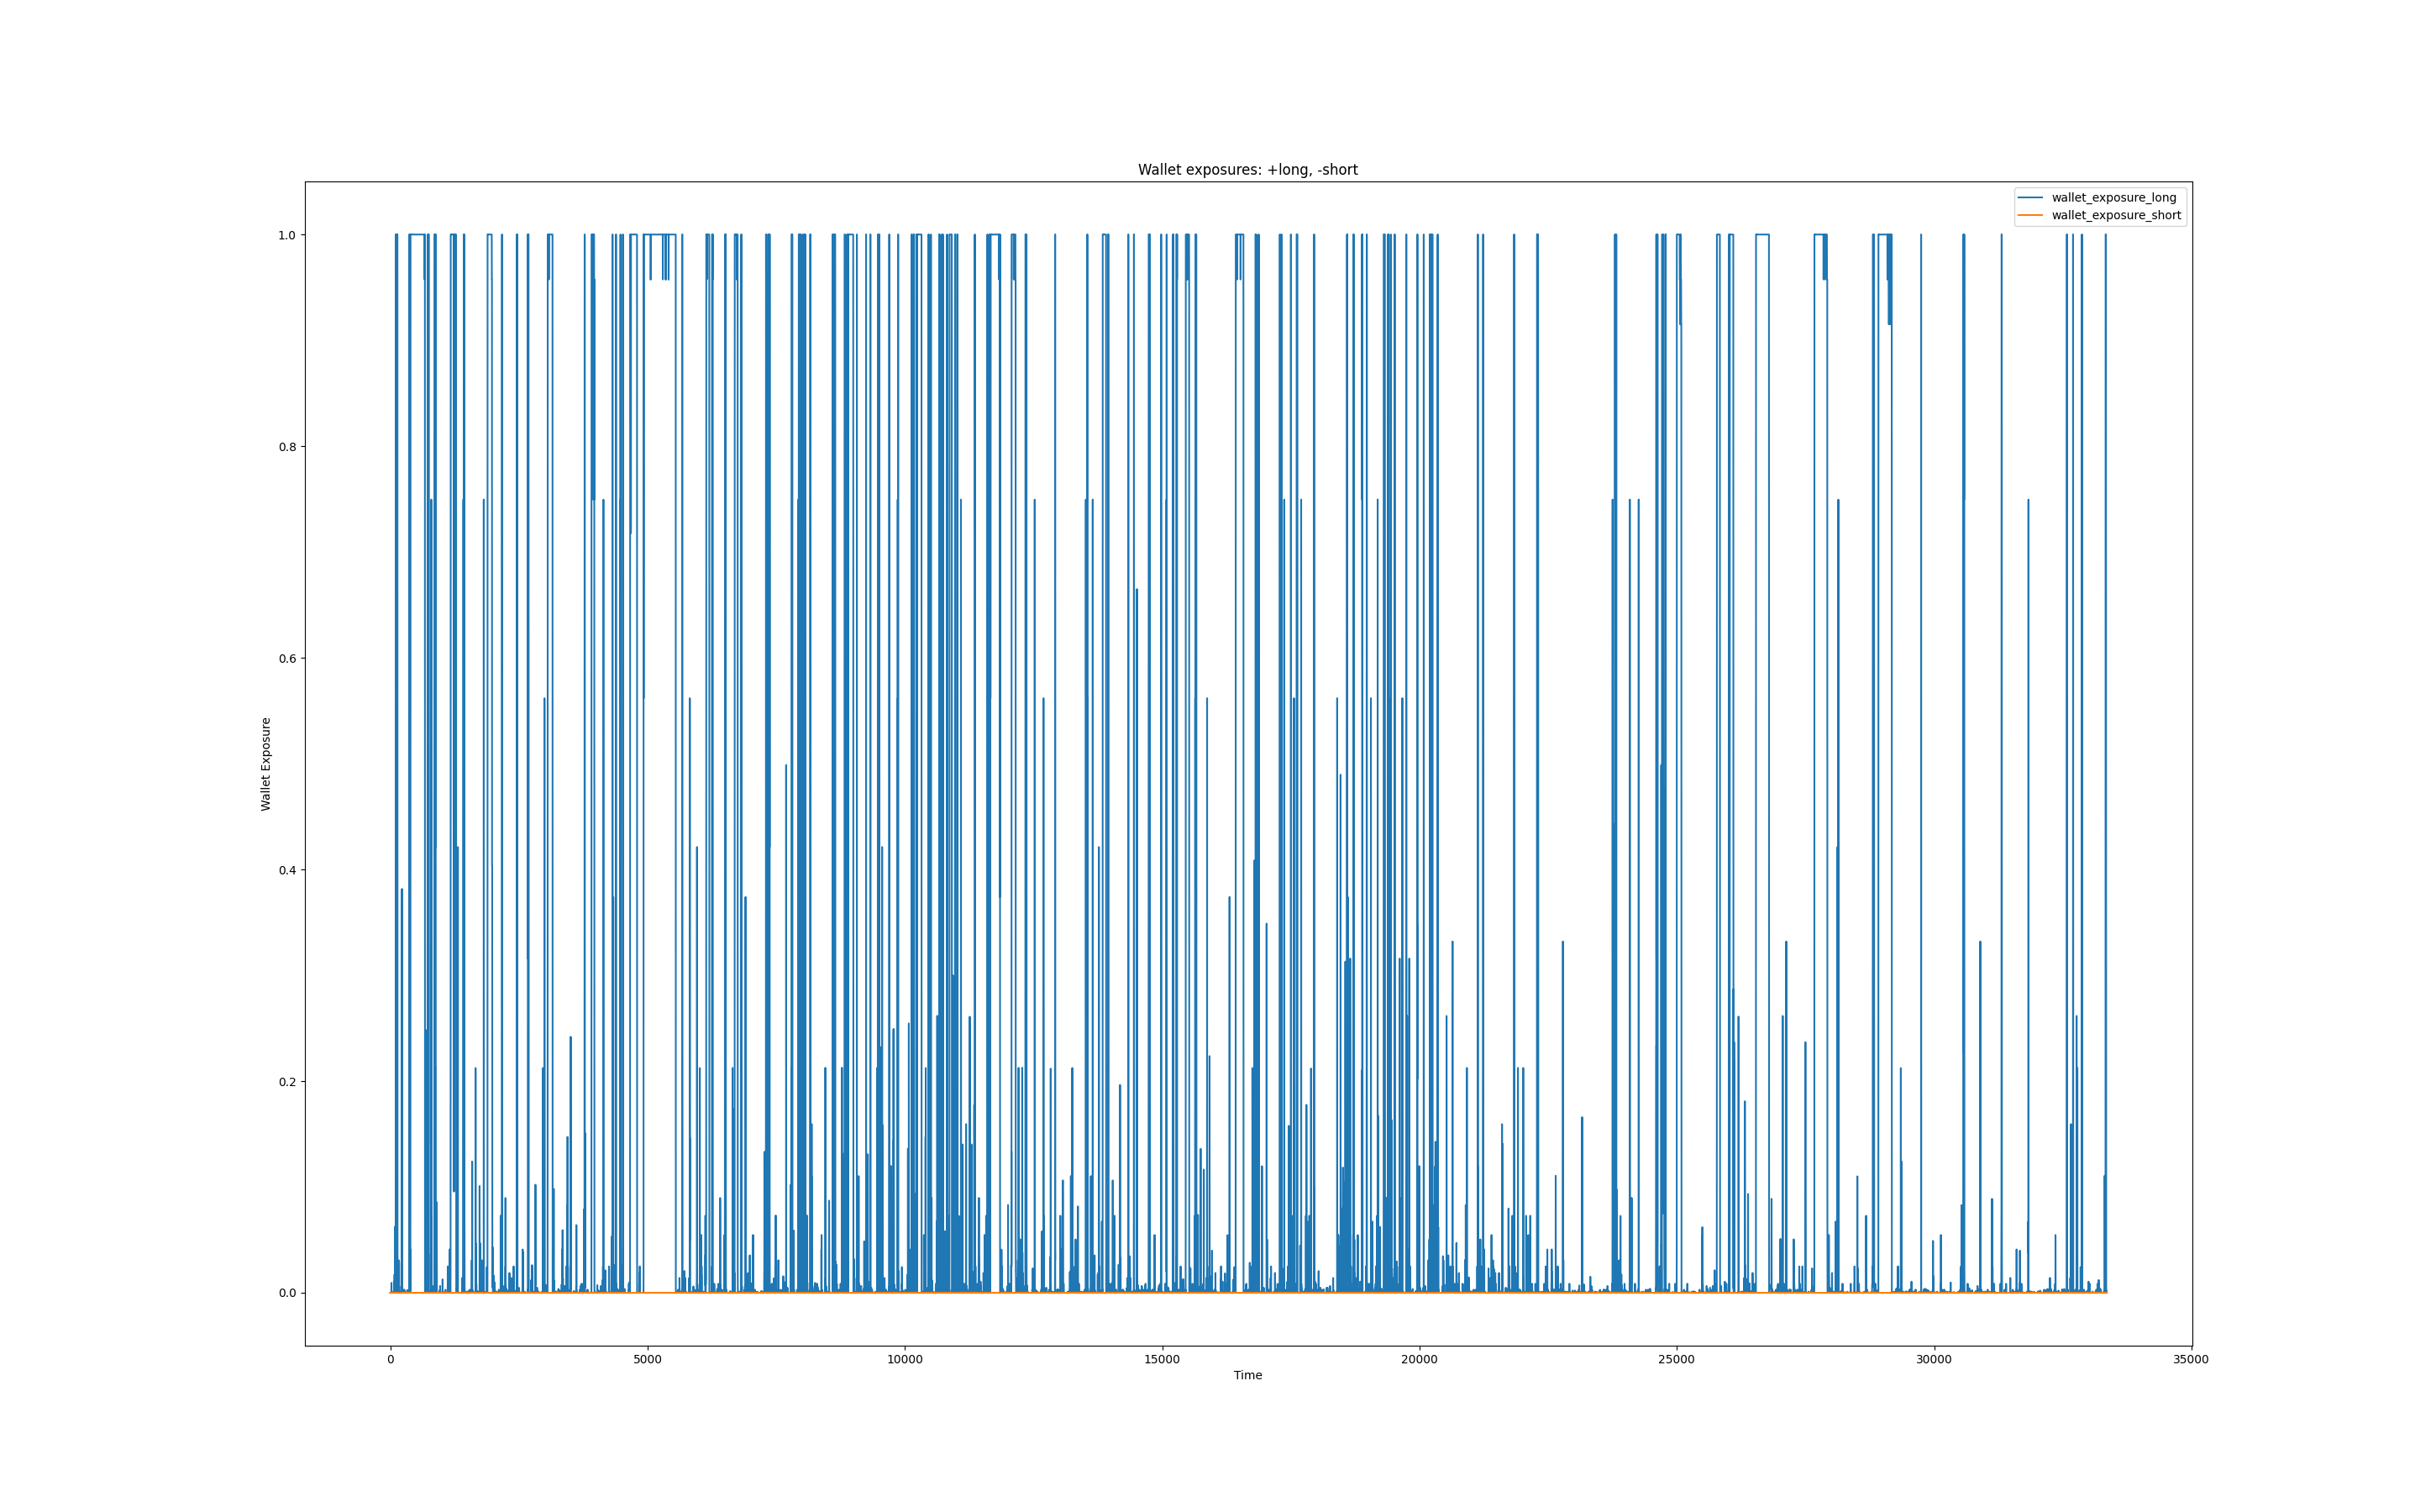 Wallet exposures: +long, -short
wallet_exposure_long
wallet_exposure_short
1.0
0.8
0.6
0.4
0.2
0.0
Wallet Exposure
0 5000 10000 15000 20000 25000 30000 35000
Time